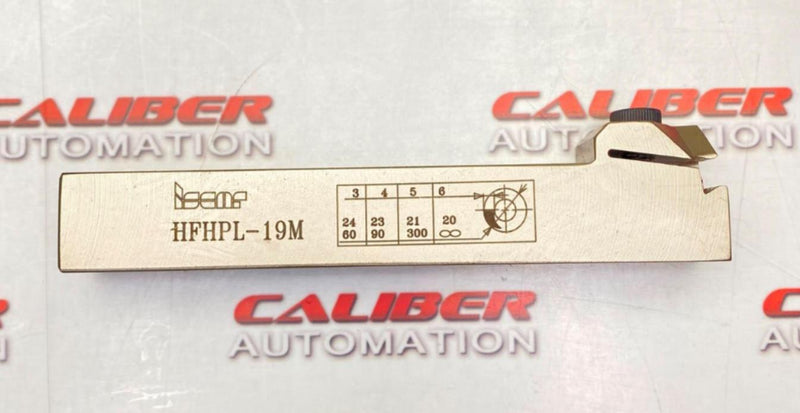 CALIBER
AUTOMATION
CALIBER
AUTOMATION
ISCAR
HFHPL-19M
3 4 5 6
24 23 21 20
60 90 300 ∞
CALIBER
AUTOMATION